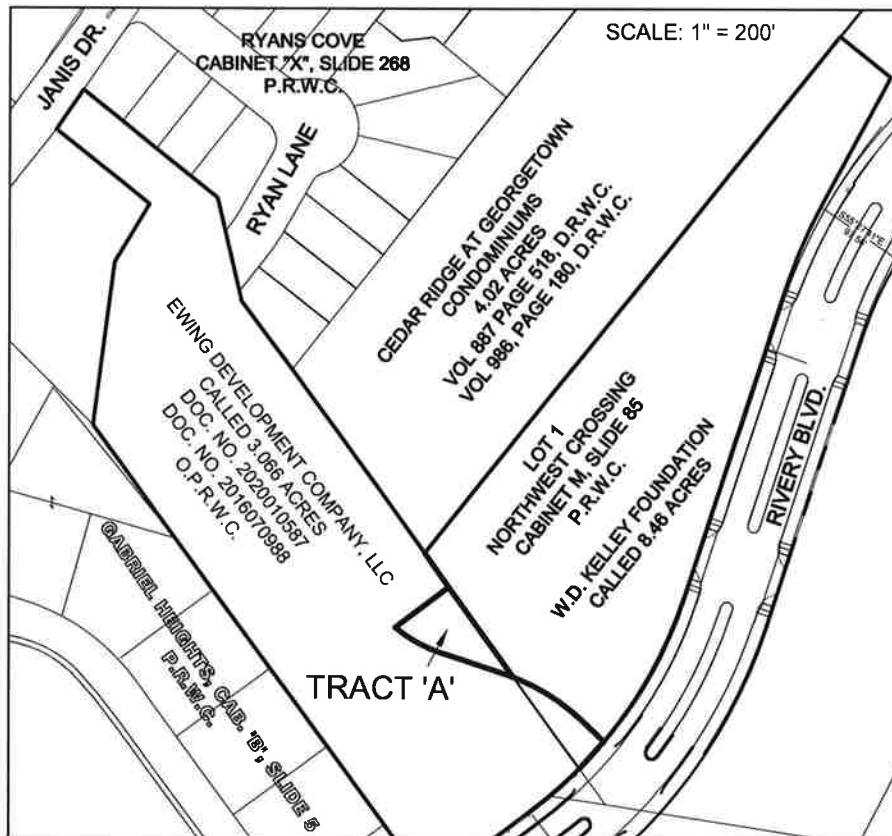 SCALE: 1" = 200'
JANIS DR.
RYANS COVE
CABINET "X", SLIDE 268
P.R.W.C.
RYAN LANE
CEDAR RIDGE AT GEORGETOWN
CONDOMINIUMS
4.02 ACRES
VOL 887 PAGE 518, D.R.W.C.
VOL 986, PAGE 180, D.R.W.C.
EWING DEVELOPMENT COMPANY, LLC
CALLED 3.066 ACRES
DOC. NO. 2020010587
DOC. NO. 2016070988
O.P.R.W.C.
LOT 1
NORTHWEST CROSSING
CABINET M, SLIDE 85
P.R.W.C.
W.D. KELLEY FOUNDATION
CALLED 8.46 ACRES
RIVERY BLVD.
GABRIEL HEIGHTS, CAB. "B", SLIDE 5
P.R.W.C.
TRACT 'A'